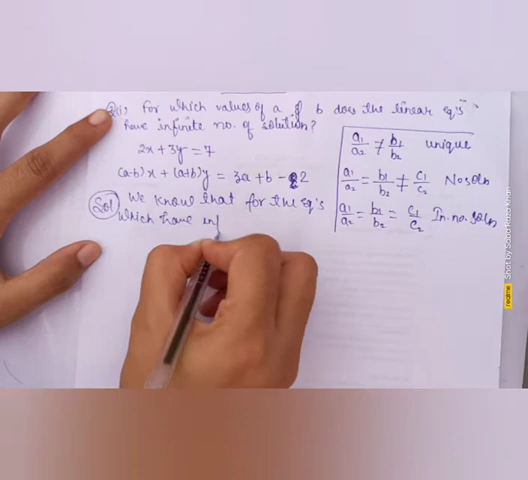 Q(i) For which values of a & b does the linear eq's
have infinite no. of solution?
2x + 3y = 7
(a-b)x + (a+b)y = 3a + b - 2
Sol We know that for the eq's
which have inf
a₁/a₂ ≠ b₁/b₂ unique
a₁/a₂ = b₁/b₂ ≠ c₁/c₂ No soln
a₁/a₂ = b₁/b₂ = c₁/c₂ In. no. soln
realme Shot by Saba Raza Khan